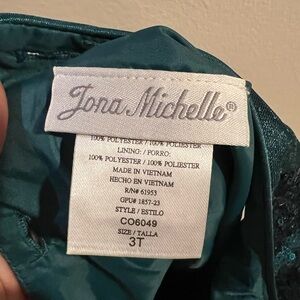 Jona Michelle®
100% POLYESTER / 100% POLIESTER
LINING: / FORRO:
100% POLYESTER / 100% POLIESTER
MADE IN VIETNAM
HECHO EN VIETNAM
R/N# 61953
GPU# 1857-23
STYLE / ESTILO
CO6049
SIZE / TALLA
3T